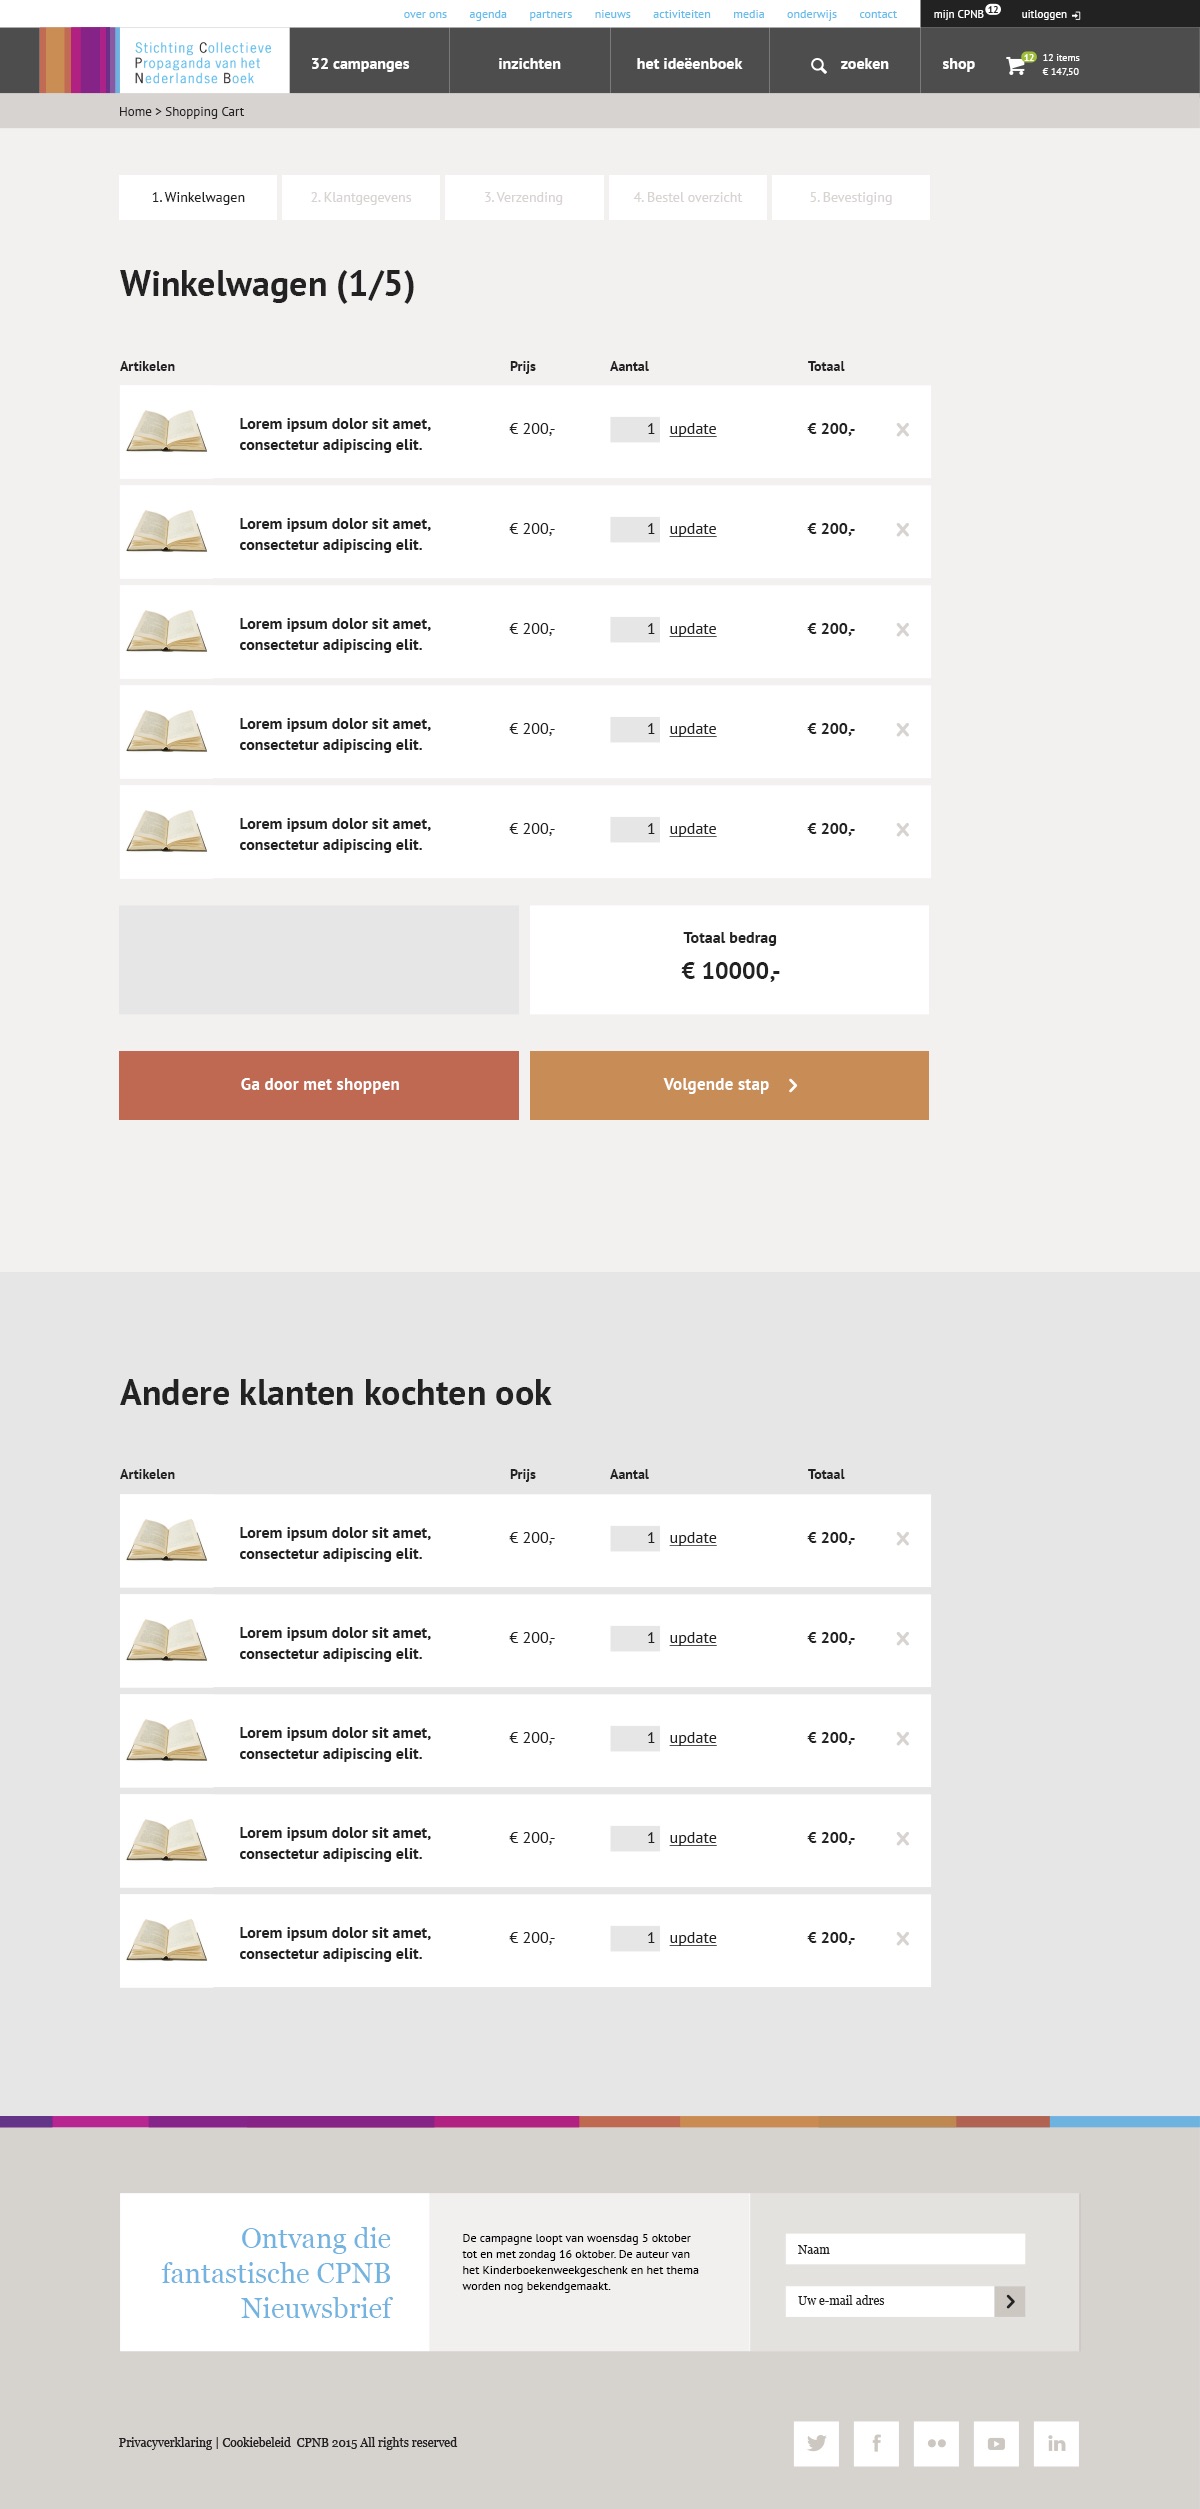 over ons agenda partners nieuws activiteiten media onderwijs contact mijn CPNB 12 uitloggen
Stichting Collectieve
Propaganda van het
Nederlandse Boek
32 campanges inzichten het ideëenboek zoeken shop 12 12 items
€ 147,50
Home > Shopping Cart
1. Winkelwagen 2. Klantgegevens 3. Verzending 4. Bestel overzicht 5. Bevestiging
Winkelwagen (1/5)
Artikelen Prijs Aantal Totaal
Lorem ipsum dolor sit amet,
consectetur adipiscing elit.
€ 200,- 1 update € 200,-
Lorem ipsum dolor sit amet,
consectetur adipiscing elit.
€ 200,- 1 update € 200,-
Lorem ipsum dolor sit amet,
consectetur adipiscing elit.
€ 200,- 1 update € 200,-
Lorem ipsum dolor sit amet,
consectetur adipiscing elit.
€ 200,- 1 update € 200,-
Lorem ipsum dolor sit amet,
consectetur adipiscing elit.
€ 200,- 1 update € 200,-
Totaal bedrag
€ 10000,-
Ga door met shoppen Volgende stap
Andere klanten kochten ook
Artikelen Prijs Aantal Totaal
Lorem ipsum dolor sit amet,
consectetur adipiscing elit.
€ 200,- 1 update € 200,-
Lorem ipsum dolor sit amet,
consectetur adipiscing elit.
€ 200,- 1 update € 200,-
Lorem ipsum dolor sit amet,
consectetur adipiscing elit.
€ 200,- 1 update € 200,-
Lorem ipsum dolor sit amet,
consectetur adipiscing elit.
€ 200,- 1 update € 200,-
Lorem ipsum dolor sit amet,
consectetur adipiscing elit.
€ 200,- 1 update € 200,-
Ontvang die
fantastische CPNB
Nieuwsbrief
De campagne loopt van woensdag 5 oktober
tot en met zondag 16 oktober. De auteur van
het Kinderboekenweekgeschenk en het thema
worden nog bekendgemaakt.
Naam
Uw e-mail adres
Privacyverklaring | Cookiebeleid CPNB 2015 All rights reserved